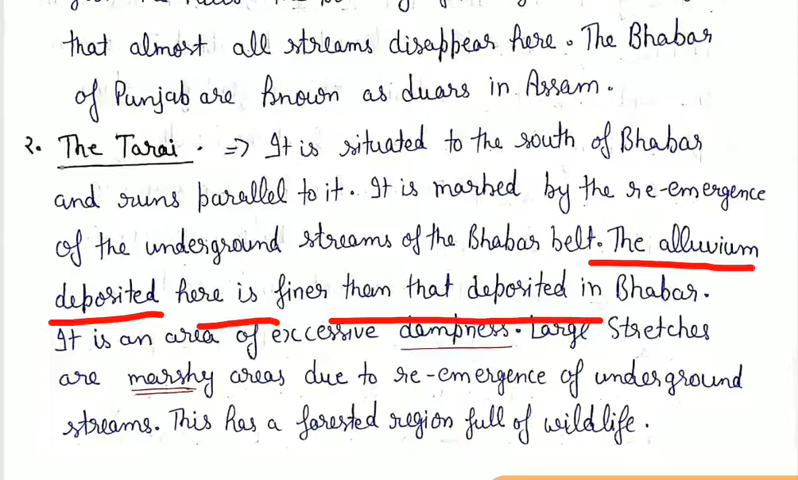 that almost all streams disappear here. The Bhabar
of Punjab are known as duars in Assam.
2. The Tarai. => It is situated to the south of Bhabar
and runs parallel to it. It is marked by the re-emergence
of the underground streams of the Bhabar belt. The alluvium
deposited here is finer than that deposited in Bhabar.
It is an area of excessive dampness. Large Stretches
are marshy areas due to re-emergence of underground
streams. This has a forested region full of wildlife.